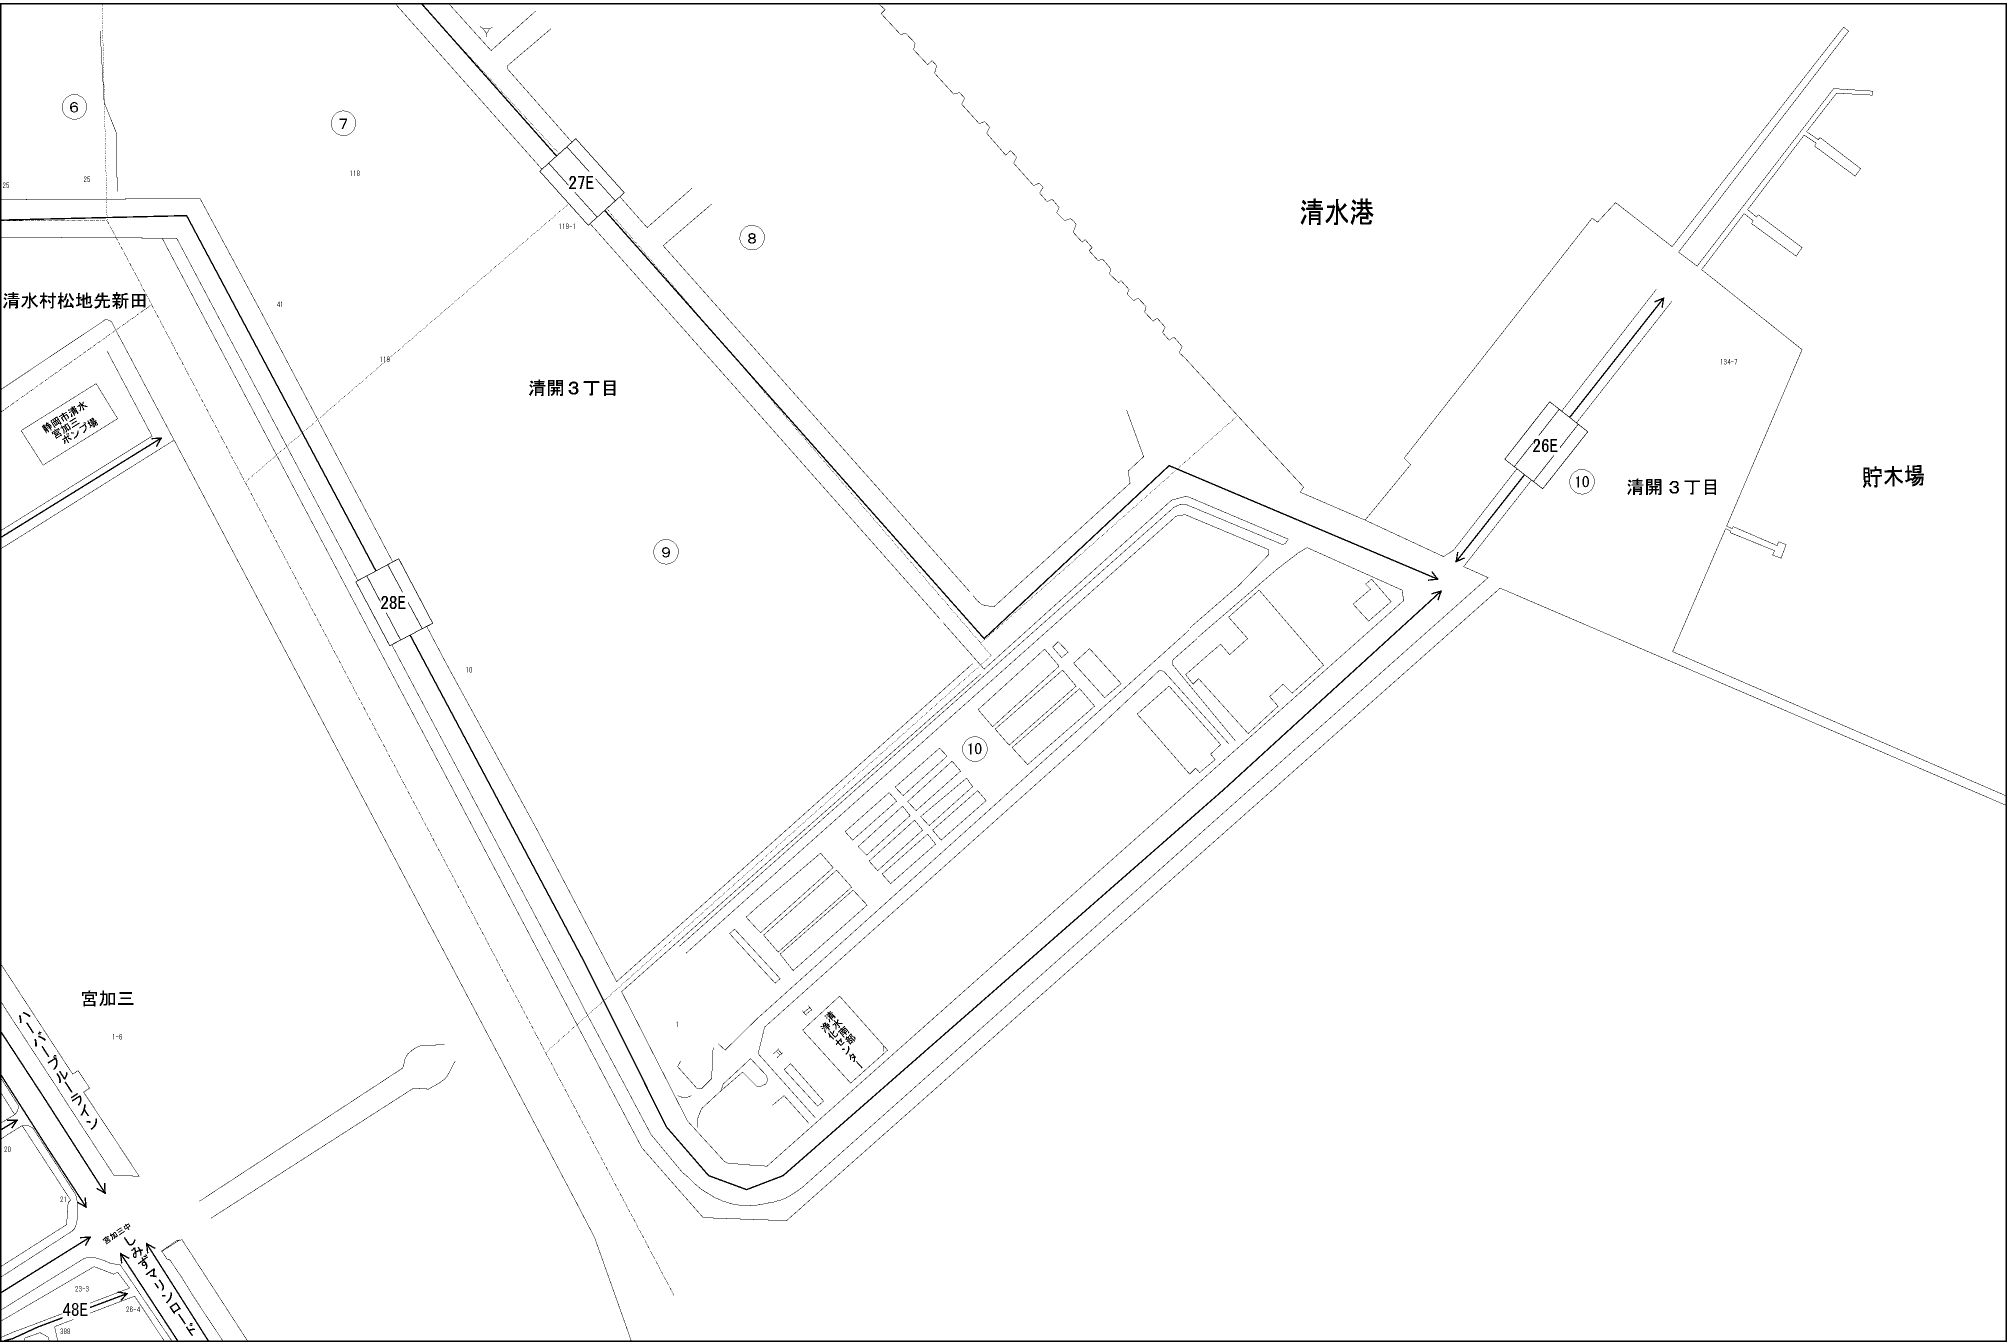 ⑥
⑦
118
25
25
27E
119-1
⑧
清水港
清水村松地先新田
41
119
134-7
静岡市清水
宮加三
ポンプ場
清開３丁目
26E
⑩
清開３丁目
貯木場
⑨
28E
10
⑩
宮加三
1-6
1
清水南部
浄化センター
ハーバーブルーライン
20
21
宮加三中
しみずマリンロード
23-3
48E
26-4
388